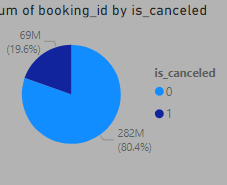 um of booking_id by is_canceled
69M
(19.6%)
is_canceled
0
1
282M
(80.4%)